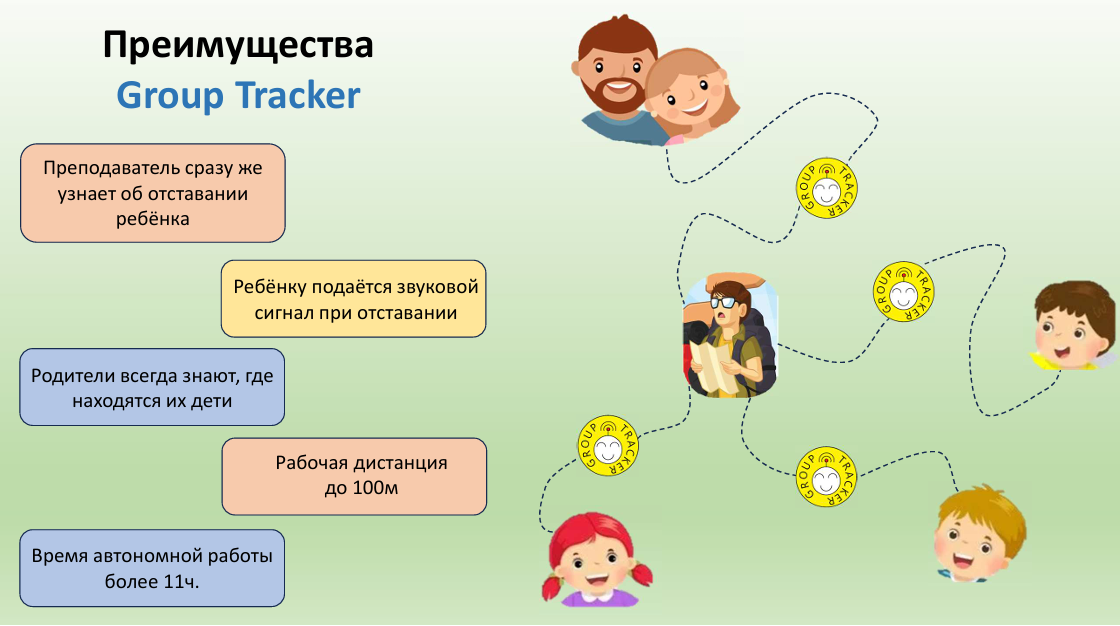 Преимущества
Group Tracker
Преподаватель сразу же
узнает об отставании
ребёнка
Ребёнку подаётся звуковой
сигнал при отставании
Родители всегда знают, где
находятся их дети
Рабочая дистанция
до 100м
Время автономной работы
более 11ч.
GROUP TRACKER
GROUP TRACKER
GROUP TRACKER
GROUP TRACKER